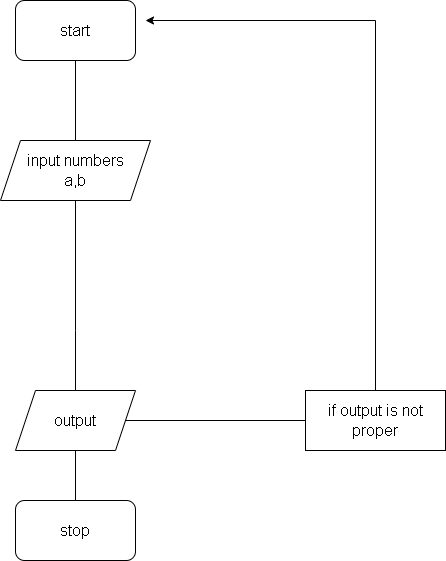 start
input numbers
a,b
output
if output is not
proper
stop